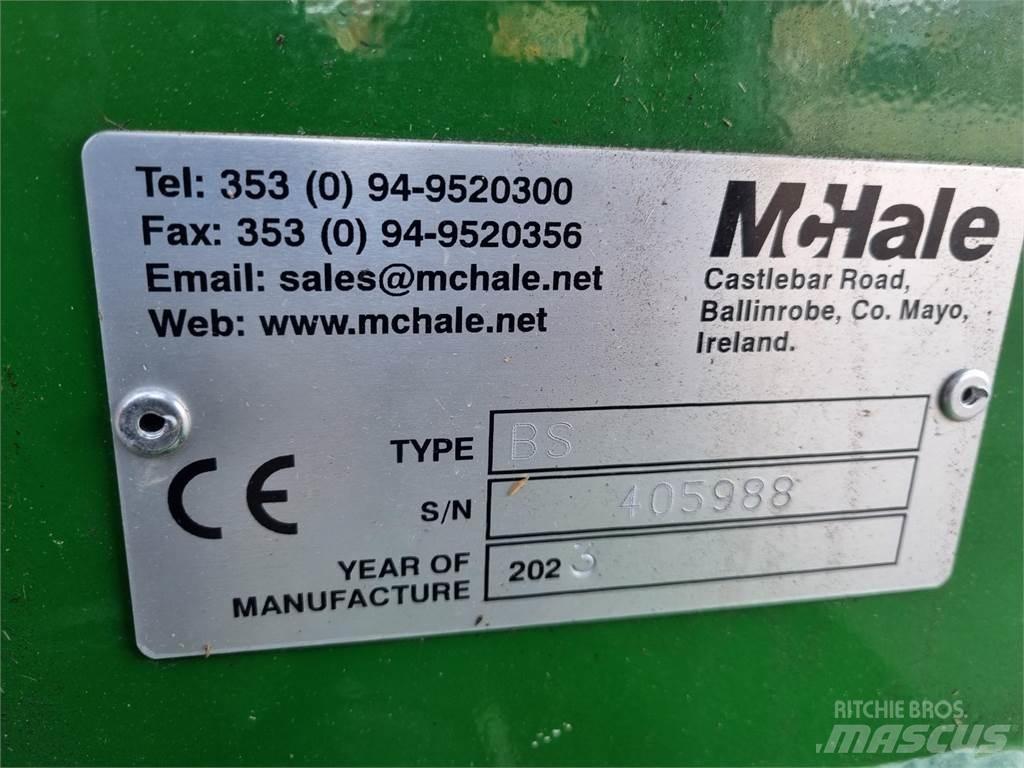 Tel: 353 (0) 94-9520300
Fax: 353 (0) 94-9520356
Email: sales@mchale.net
Web: www.mchale.net
McHale
Castlebar Road,
Ballinrobe, Co. Mayo,
Ireland.
CE
TYPE BS
S/N 405988
YEAR OF
MANUFACTURE 2023
RITCHIE BROS.
MASCUS